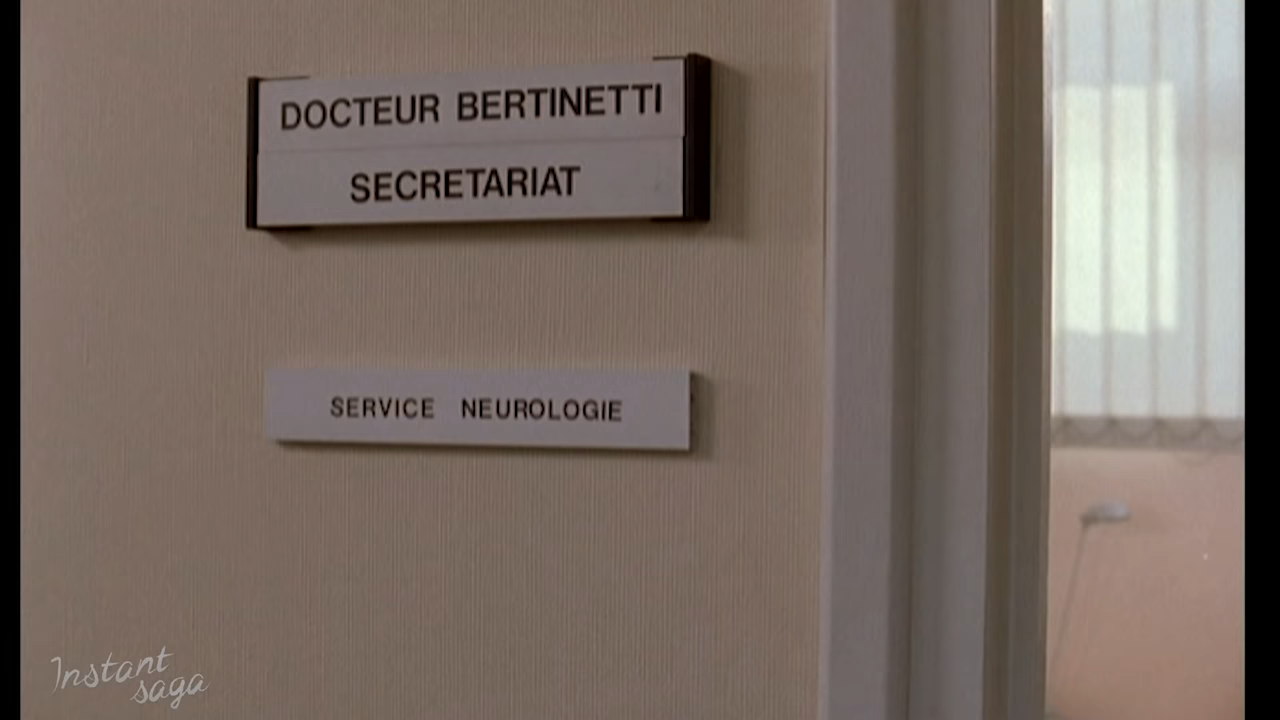 DOCTEUR BERTINETTI
SECRETARIAT
SERVICE NEUROLOGIE
Instant
saga